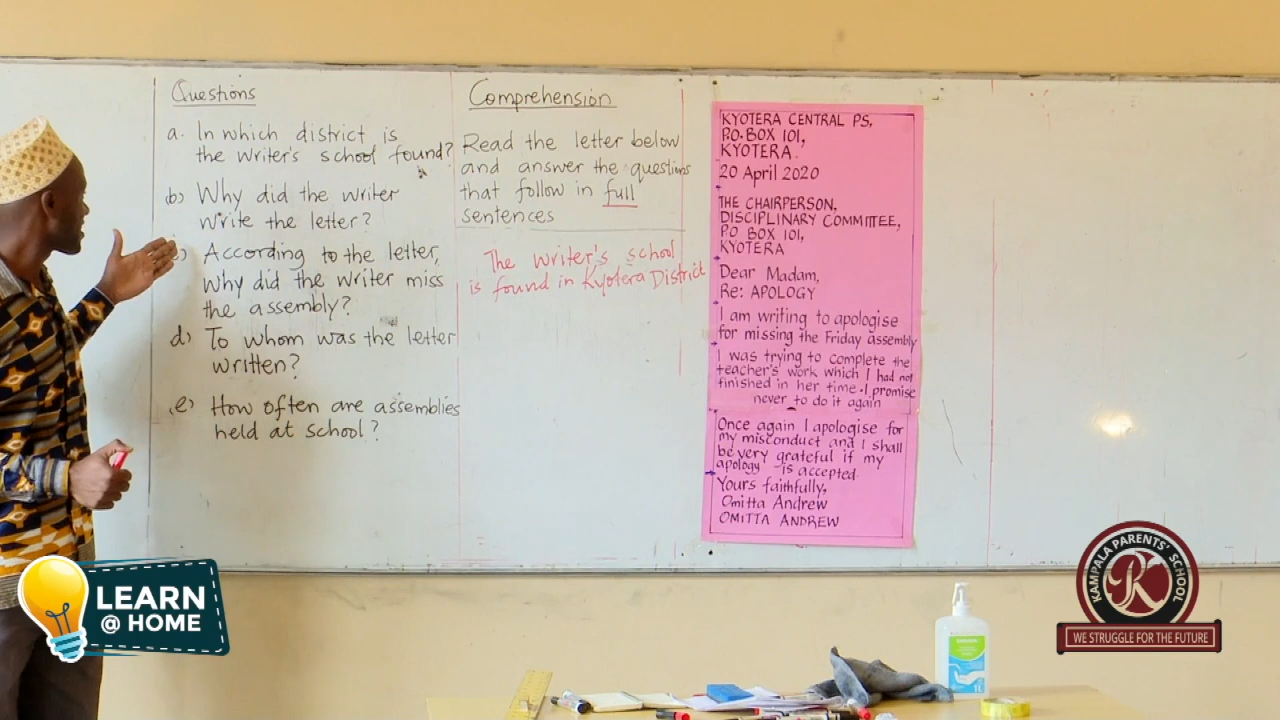 Questions
a. In which district is
the writer's school found?
b) Why did the writer
write the letter?
c) According to the letter,
why did the writer miss
the assembly?
d) To whom was the letter
written?
e) How often are assemblies
held at school?
Comprehension
Read the letter below
and answer the questions
that follow in full
sentences
The writer's school
is found in Kyotera District
KYOTERA CENTRAL PS,
P.O. BOX 101,
KYOTERA.
20 April 2020
THE CHAIRPERSON,
DISCIPLINARY COMMITTEE,
P.O BOX 101,
KYOTERA
Dear Madam,
Re: APOLOGY
I am writing to apologise
for missing the Friday assembly
I was trying to complete the
teacher's work which I had not
finished in her time. I promise
never to do it again
Once again I apologise for
my misconduct and I shall
be very grateful if my
apology is accepted.
Yours faithfully,
Omitta Andrew
OMITTA ANDREW
LEARN
@ HOME
KAMPALA PARENTS' SCHOOL
K
WE STRUGGLE FOR THE FUTURE